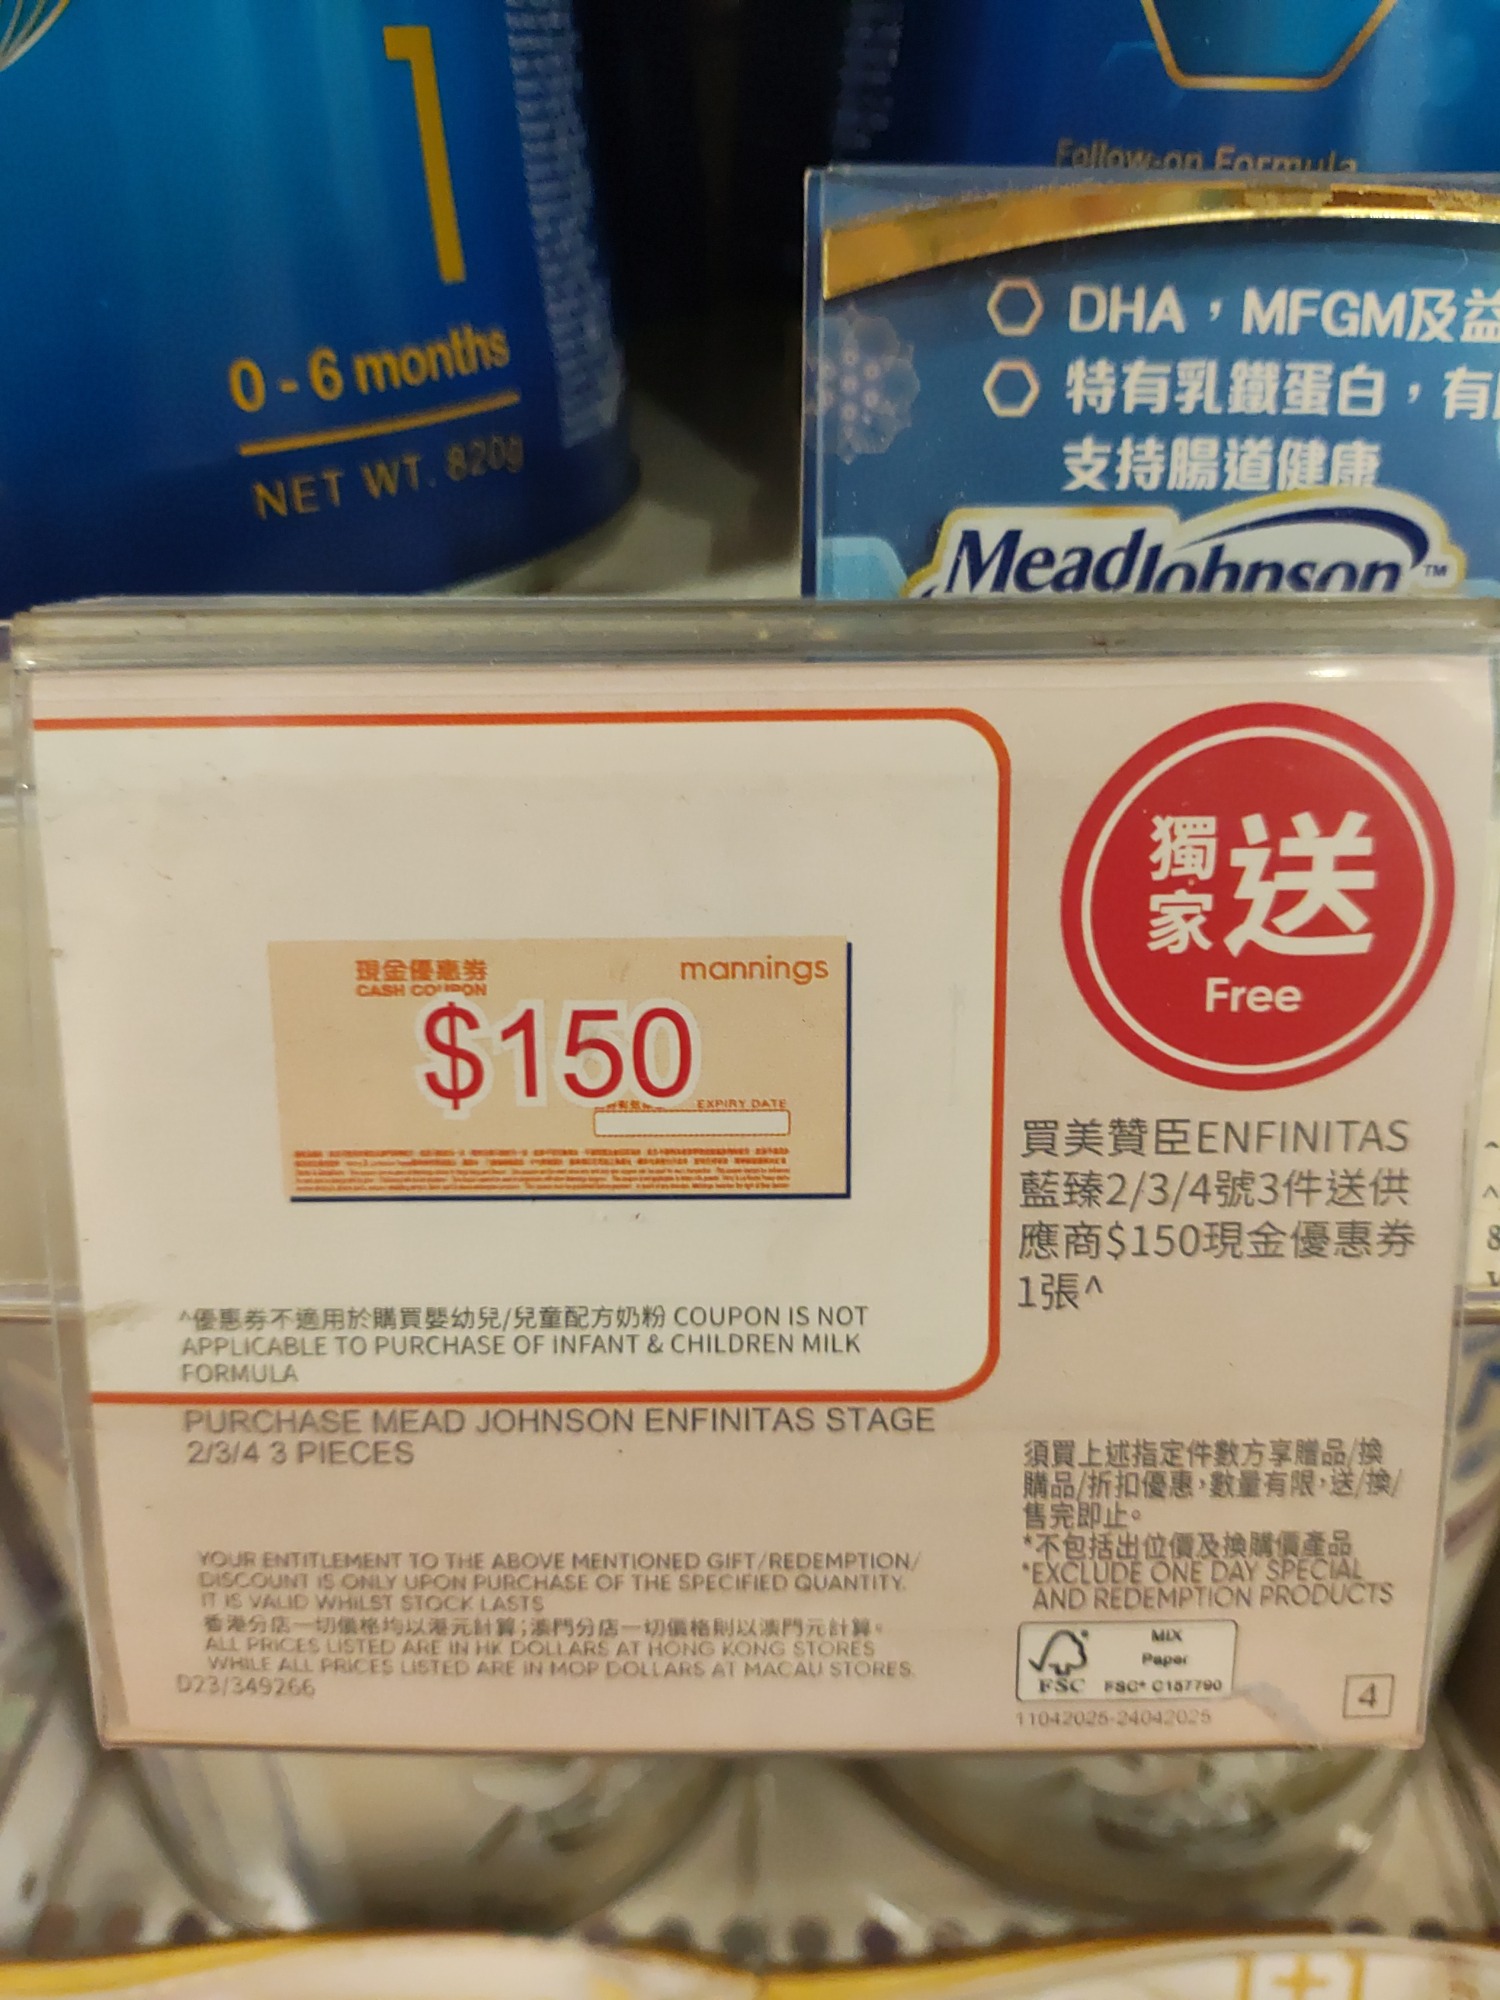 1
0 - 6 months
NET WT. 820g
Follow-on Formula
DHA，MFGM及益
特有乳鐵蛋白，有
支持腸道健康
MeadJohnson™
現金優惠券
CASH COUPON
mannings
$150
EXPIRY DATE
^優惠券不適用於購買嬰幼兒/兒童配方奶粉 COUPON IS NOT
APPLICABLE TO PURCHASE OF INFANT & CHILDREN MILK
FORMULA
PURCHASE MEAD JOHNSON ENFINITAS STAGE
2/3/4 3 PIECES
YOUR ENTITLEMENT TO THE ABOVE MENTIONED GIFT/REDEMPTION/
DISCOUNT IS ONLY UPON PURCHASE OF THE SPECIFIED QUANTITY.
IT IS VALID WHILST STOCK LASTS
香港分店一切價格均以港元計算；澳門分店一切價格則以澳門元計算。
ALL PRICES LISTED ARE IN HK DOLLARS AT HONG KONG STORES
WHILE ALL PRICES LISTED ARE IN MOP DOLLARS AT MACAU STORES.
D23/349266
獨家
送
Free
買美贊臣ENFINITAS
藍臻2/3/4號3件送供
應商$150現金優惠券
1張^
須買上述指定件數方享贈品/換
購品/折扣優惠，數量有限，送/換/
售完即止。
*不包括出位價及換購價產品
*EXCLUDE ONE DAY SPECIAL
AND REDEMPTION PRODUCTS
FSC
MIX
Paper
FSC® C157790
11042025-24042025
4